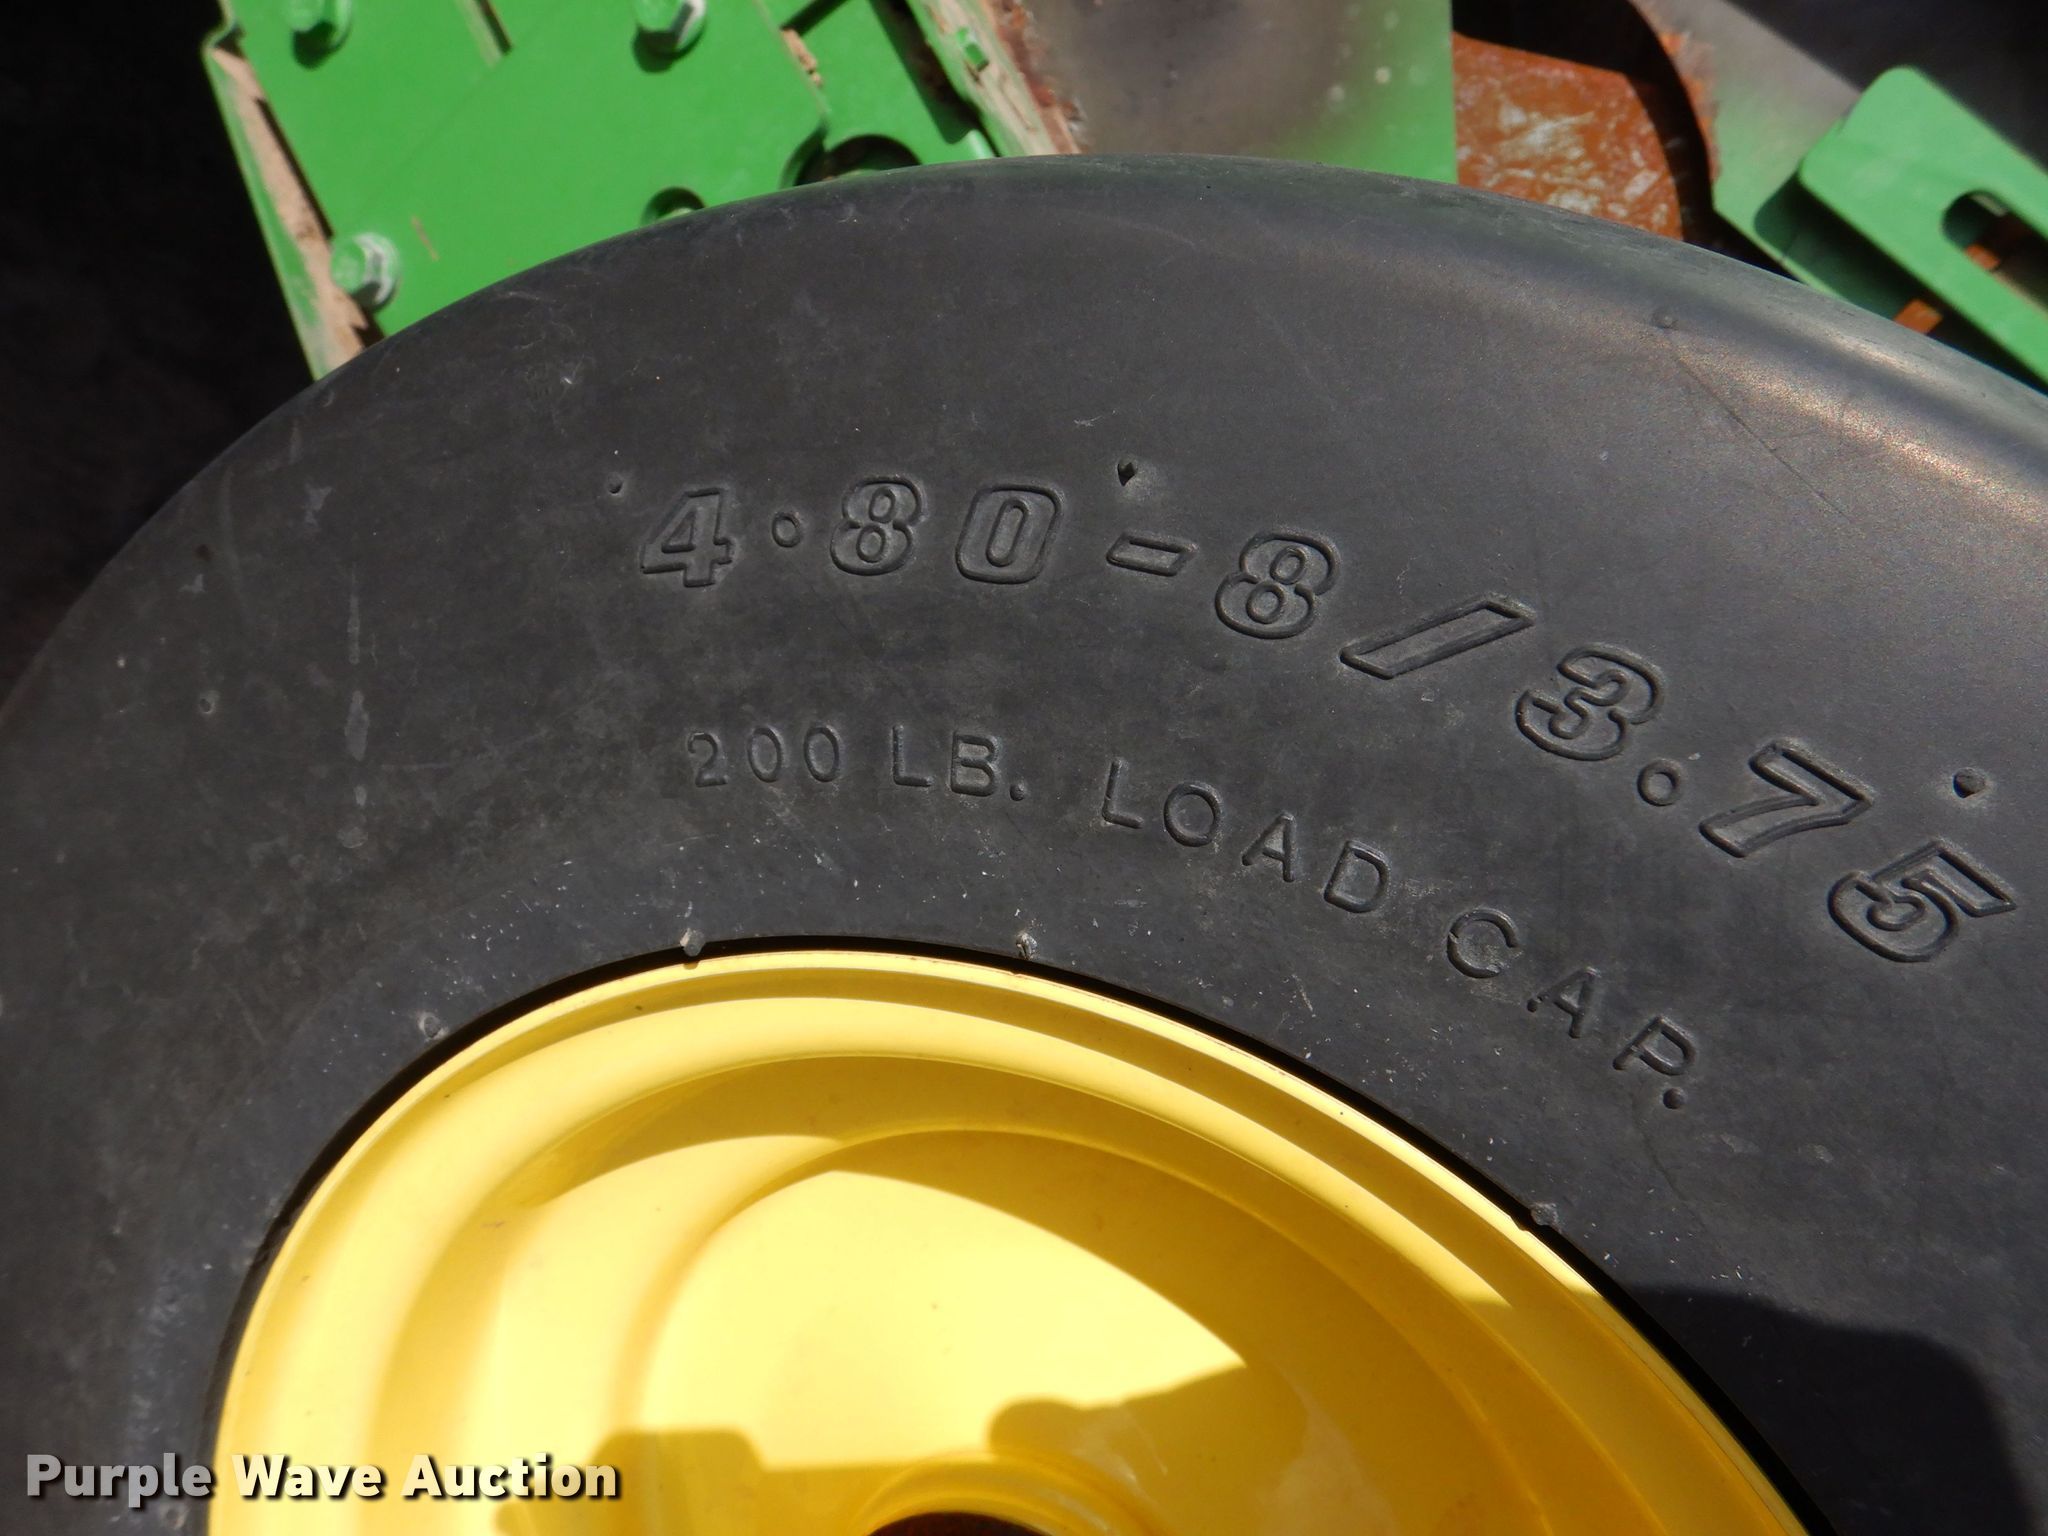 4.80-8/3.75
200 LB. LOAD CAP.
Purple Wave Auction